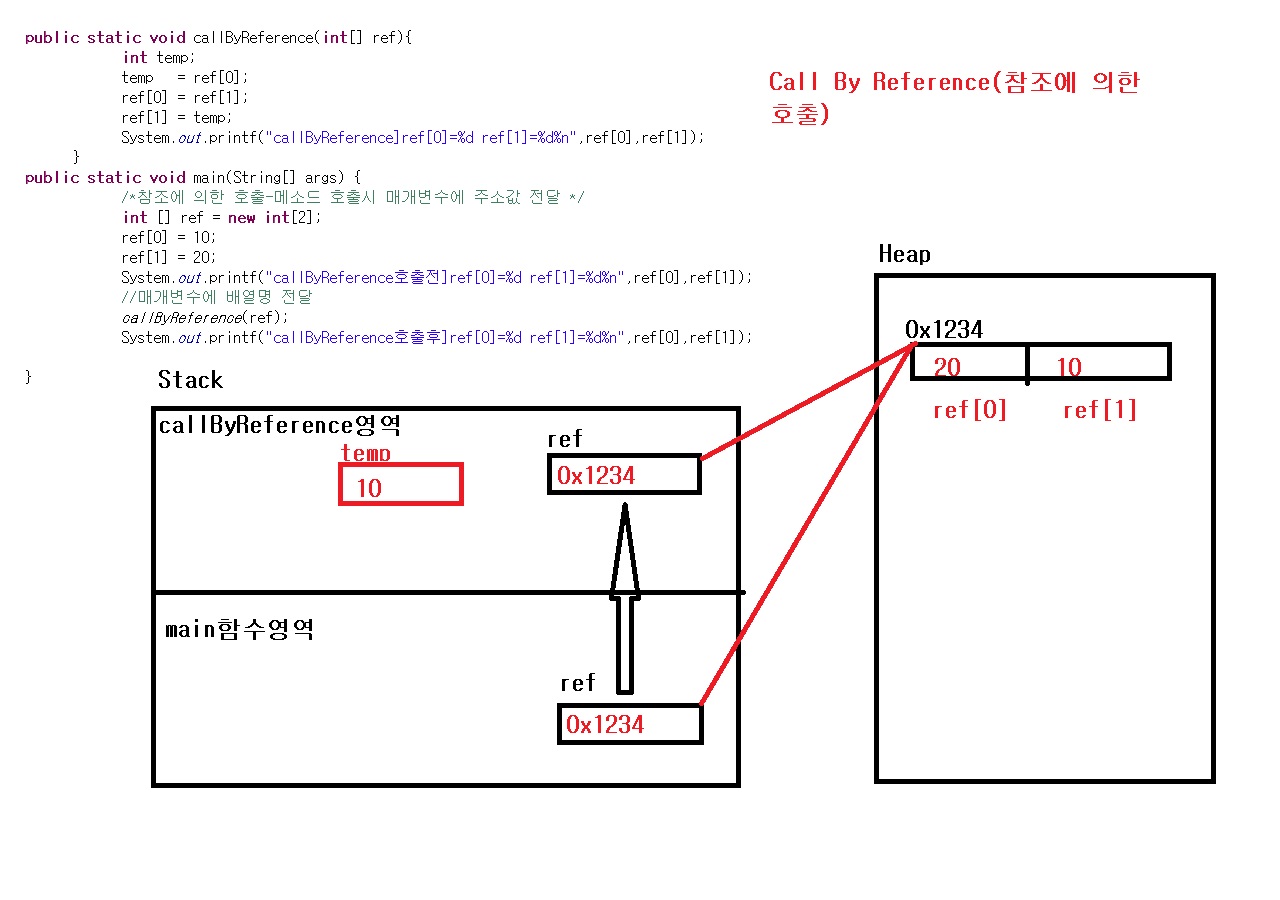 public static void callByReference(int[] ref){
int temp;
temp   = ref[0];
ref[0] = ref[1];
ref[1] = temp;
System.out.printf("callByReference]ref[0]=%d ref[1]=%d%n",ref[0],ref[1]);
}
public static void main(String[] args) {
/*참조에 의한 호출-메소드 호출시 매개변수에 주소값 전달 */
int [] ref = new int[2];
ref[0] = 10;
ref[1] = 20;
System.out.printf("callByReference호출전]ref[0]=%d ref[1]=%d%n",ref[0],ref[1]);
//매개변수에 배열명 전달
callByReference(ref);
System.out.printf("callByReference호출후]ref[0]=%d ref[1]=%d%n",ref[0],ref[1]);
}
Call By Reference(참조에 의한
호출)
Stack
callByReference영역
temp
10
ref
0x1234
main함수영역
ref
0x1234
Heap
0x1234
20 10
ref[0] ref[1]